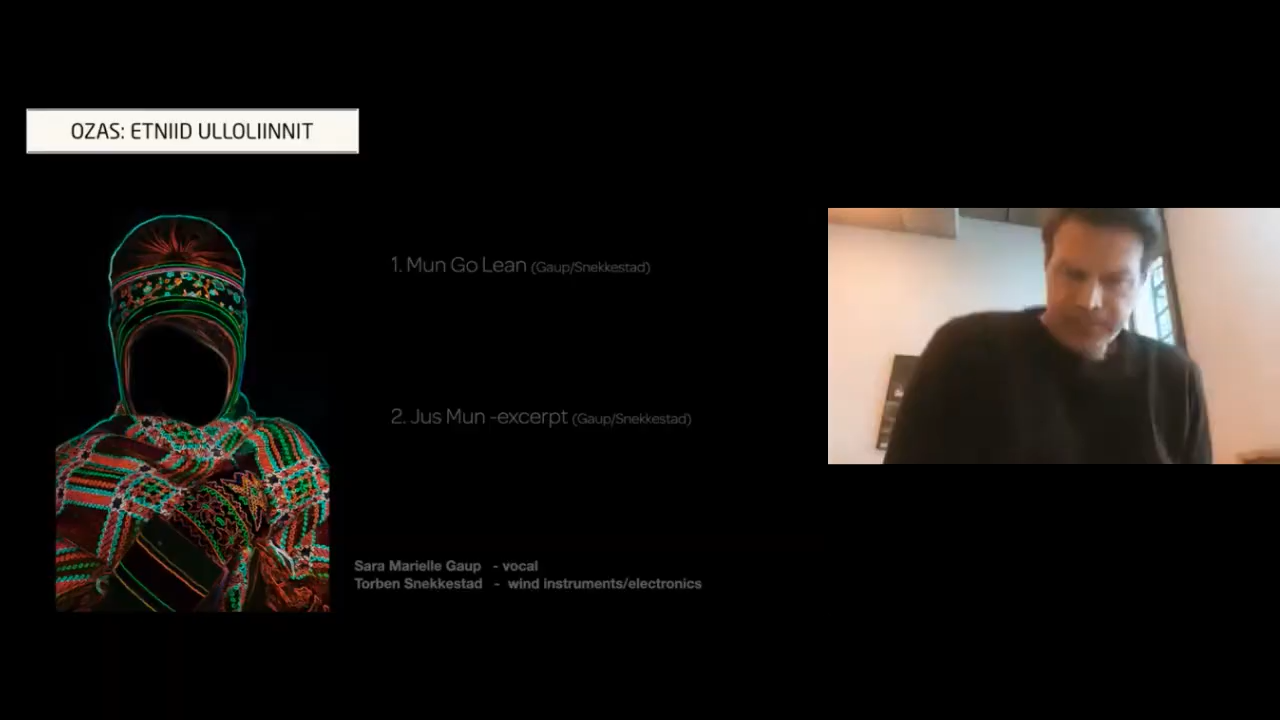 OZAS: ETNIID ULLOLIINNIT
1. Mun Go Lean (Gaup/Snekkestad)
2. Jus Mun -excerpt (Gaup/Snekkestad)
Sara Marielle Gaup - vocal
Torben Snekkestad - wind instruments/electronics